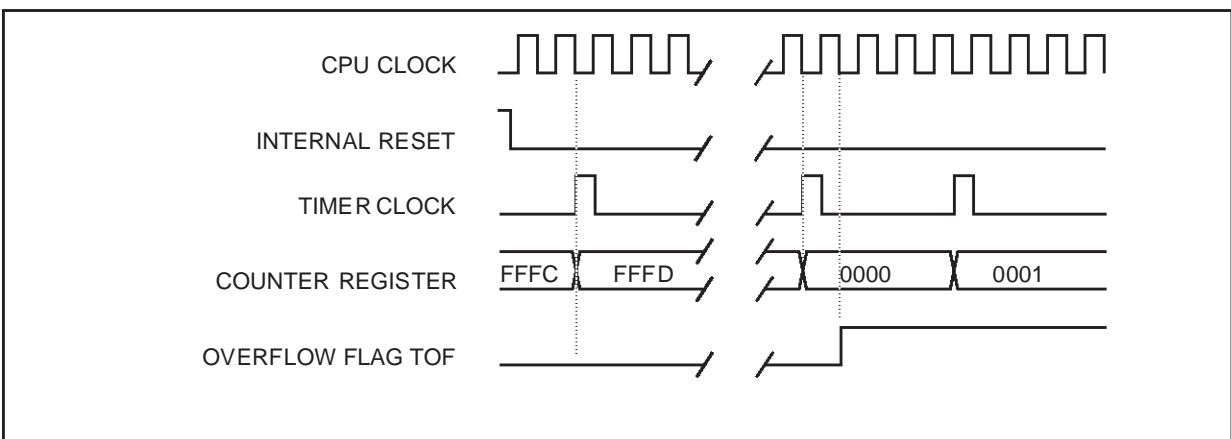 CPU CLOCK
INTERNAL RESET
TIMER CLOCK
COUNTER REGISTER
FFFC
FFFD
0000
0001
OVERFLOW FLAG TOF